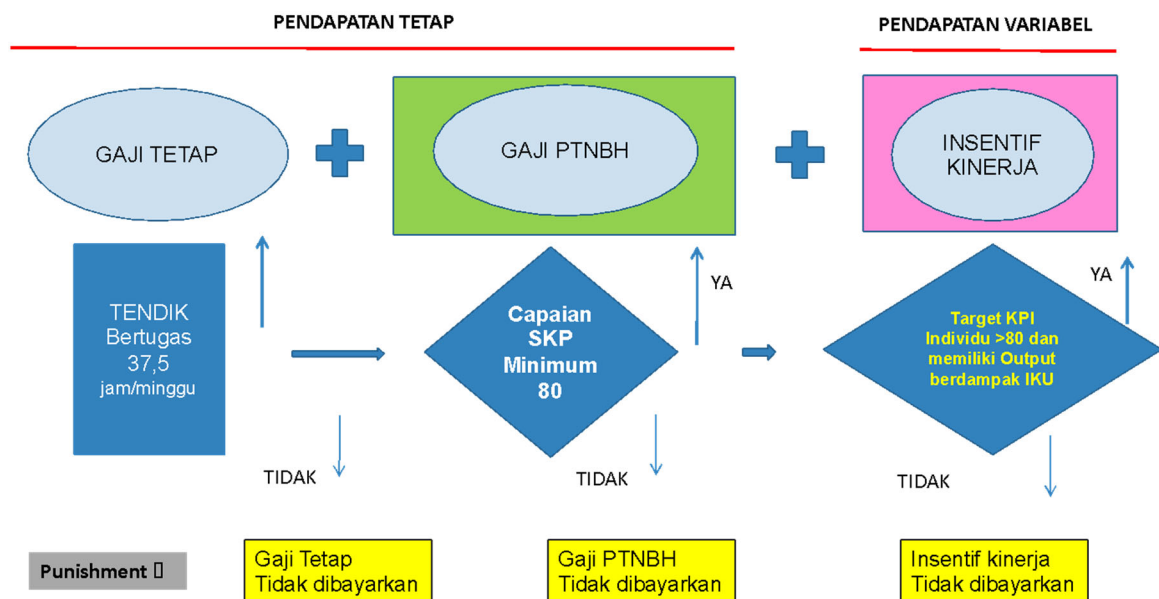 PENDAPATAN TETAP
PENDAPATAN VARIABEL
GAJI TETAP
GAJI PTNBH
INSENTIF
KINERJA
TENDIK
Bertugas
37,5
jam/minggu
Capaian
SKP
Minimum
80
YA
Target KPI
Individu >80 dan
memiliki Output
berdampak IKU
YA
TIDAK
TIDAK
TIDAK
Punishment
Gaji Tetap
Tidak dibayarkan
Gaji PTNBH
Tidak dibayarkan
Insentif kinerja
Tidak dibayarkan